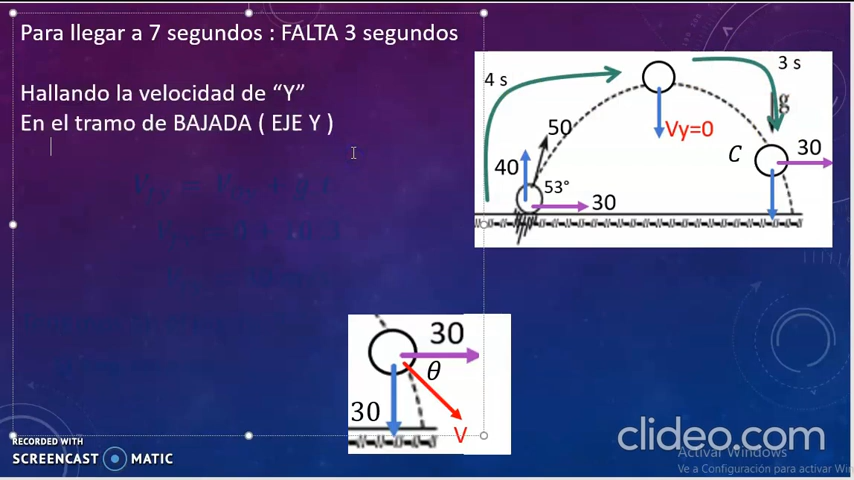 Para llegar a 7 segundos : FALTA 3 segundos
Hallando la velocidad de “Y”
En el tramo de BAJADA ( EJE Y )
4 s
3 s
g
50
Vy=0
40
53°
30
C
30
30
θ
30
V
clideo.com
Activar Windows
Ve a Configuración para activar Win
RECORDED WITH
SCREENCAST MATIC